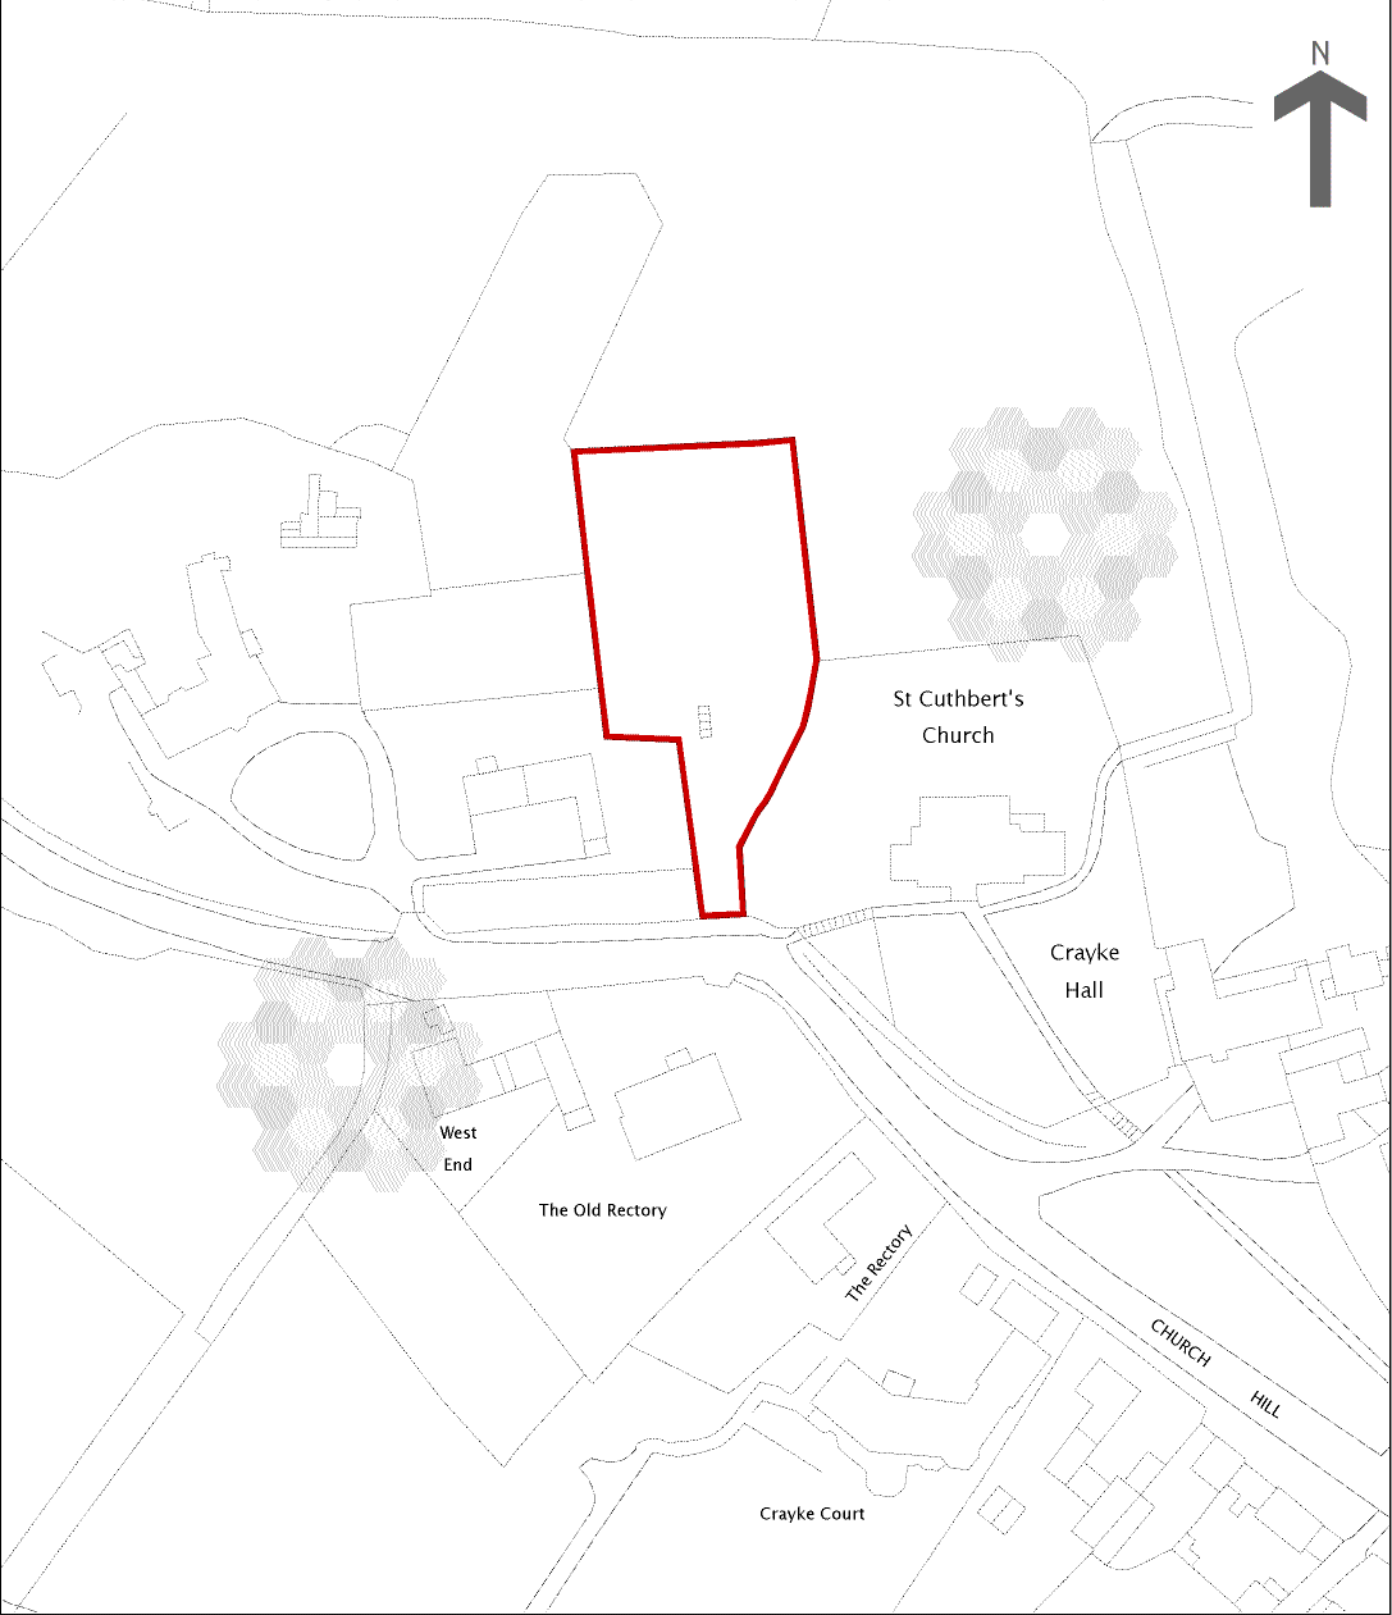 N
St Cuthbert's
Church
Crayke
Hall
West
End
The Old Rectory
The Rectory
CHURCH
HILL
Crayke Court